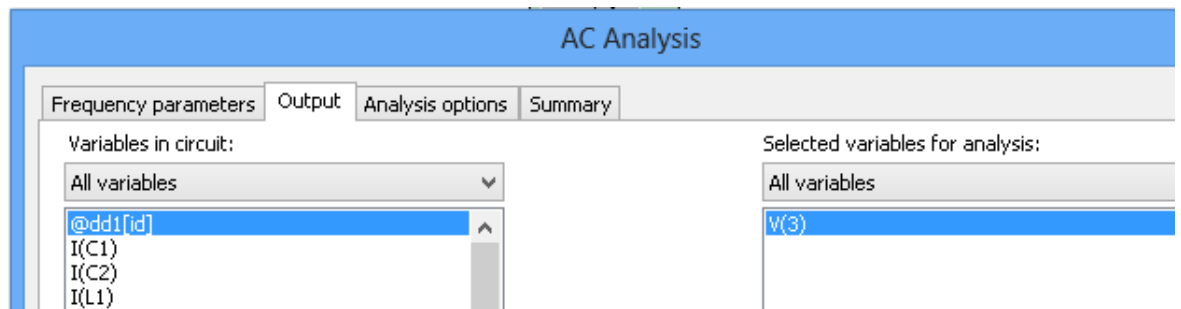 AC Analysis
Frequency parameters Output Analysis options Summary
Variables in circuit: Selected variables for analysis:
All variables All variables
@dd1[id] V(3)
I(C1)
I(C2)
I(L1)